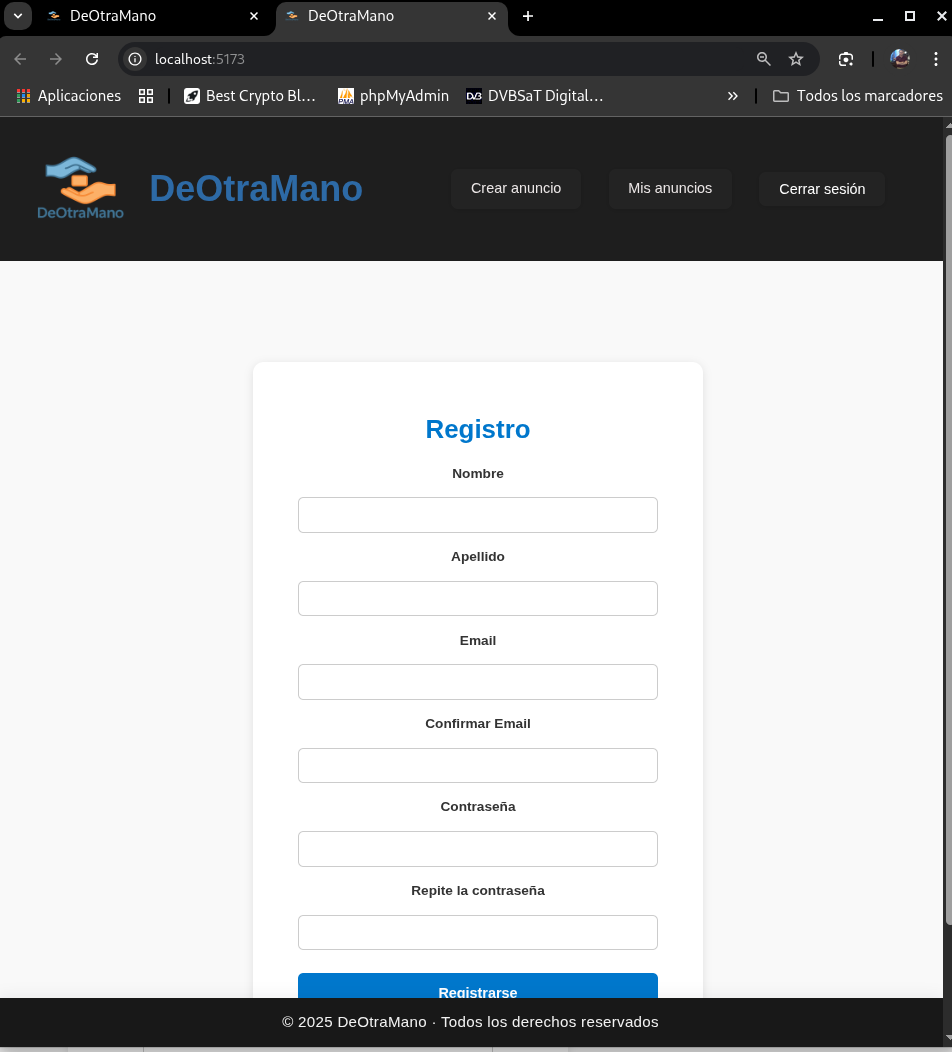 DeOtraMano
DeOtraMano
localhost:5173
Aplicaciones
Best Crypto Bl...
PMA
phpMyAdmin
DV3
DVBSaT Digital...
Todos los marcadores
DeOtraMano
DeOtraMano
Crear anuncio
Mis anuncios
Cerrar sesión
Registro
Nombre
Apellido
Email
Confirmar Email
Contraseña
Repite la contraseña
Registrarse
© 2025 DeOtraMano · Todos los derechos reservados